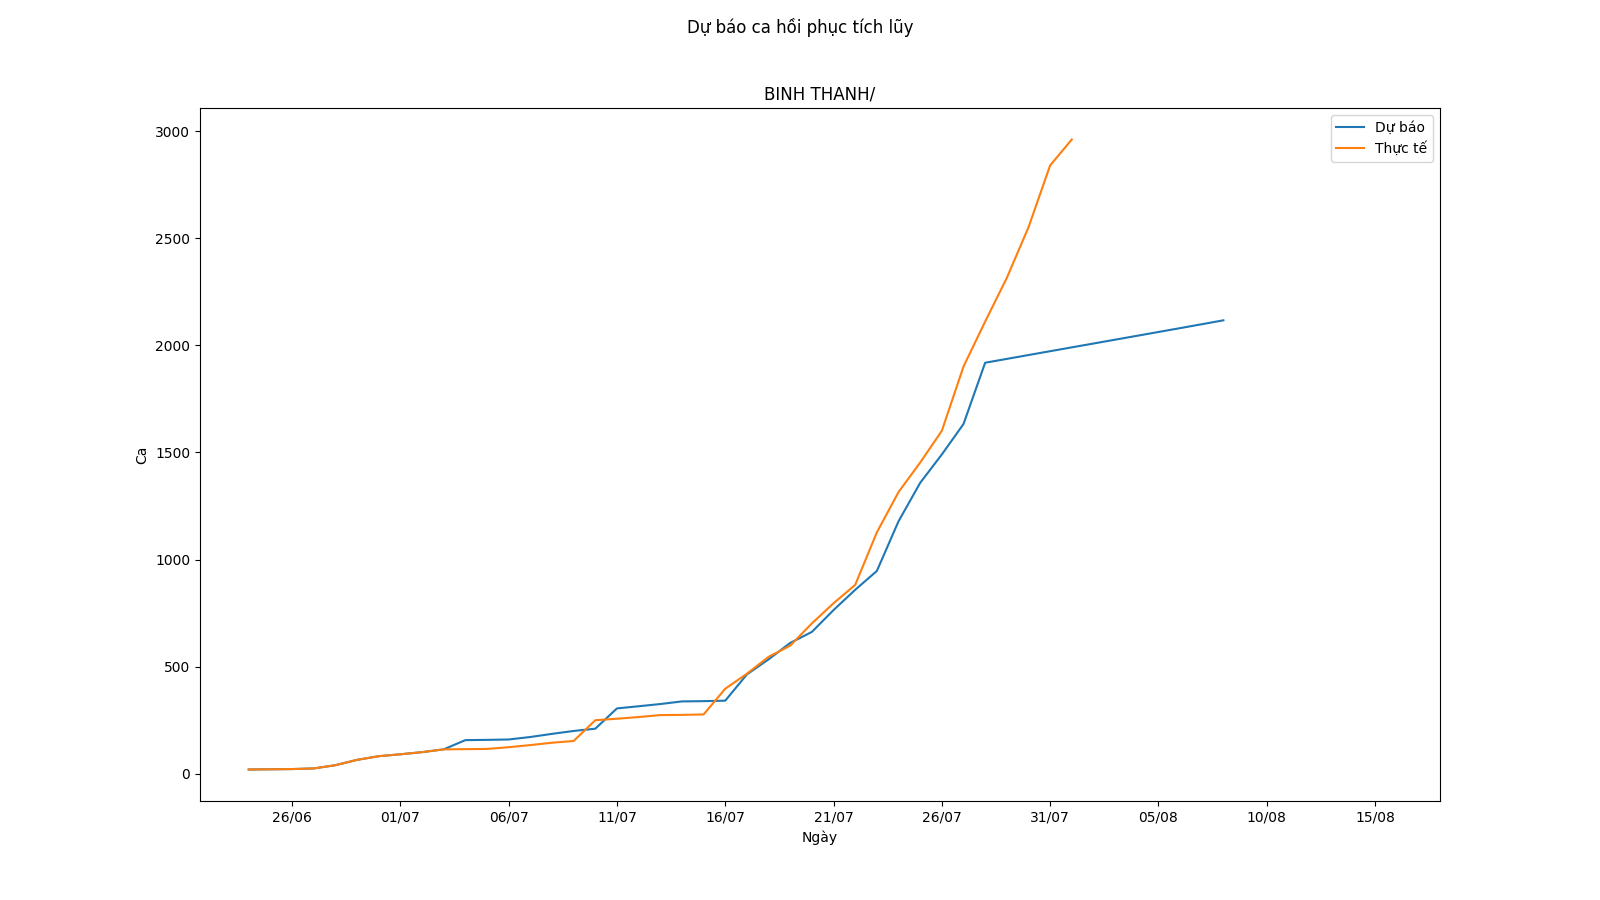 Dự báo ca hồi phục tích lũy
BINH THANH/
Dự báo
Thực tế
3000
2500
2000
1500
1000
500
0
Ca
26/06 01/07 06/07 11/07 16/07 21/07 26/07 31/07 05/08 10/08 15/08
Ngày